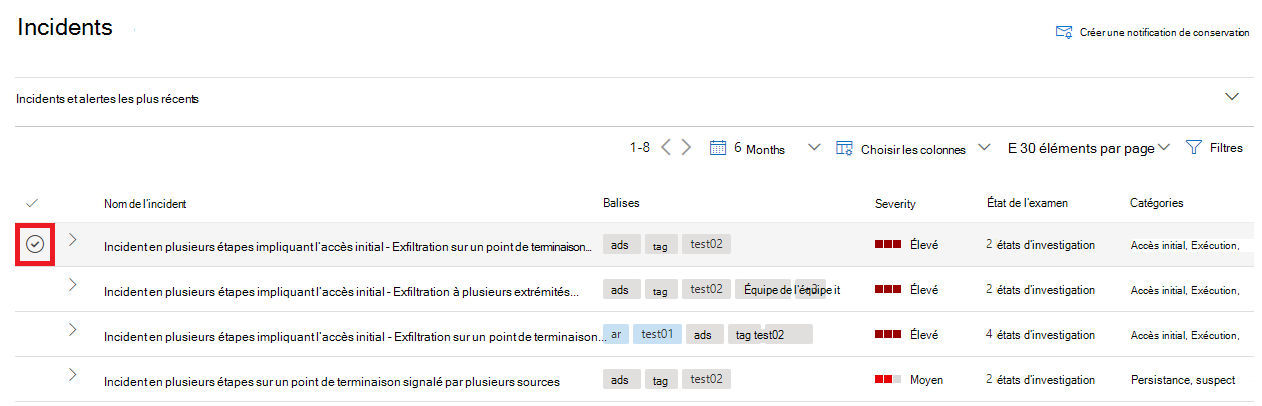 Incidents
Créer une notification de conservation
Incidents et alertes les plus récents
1-8 6 Months Choisir les colonnes E 30 éléments par page Filtres
Nom de l'incident Balises Severity État de l'examen Catégories
Incident en plusieurs étapes impliquant l'accès initial - Exfiltration sur un point de terminaison... ads tag test02 Élevé 2 états d'investigation Accès initial, Exécution,
Incident en plusieurs étapes impliquant l'accès initial - Exfiltration à plusieurs extrémités... ads tag test02 Équipe de l'équipe it +3 Élevé 2 états d'investigation Accès initial, Exécution,
Incident en plusieurs étapes impliquant l'accès initial - Exfiltration sur un point de terminaison... ar test01 ads tag test02 Élevé 4 états d'investigation Accès initial, Exécution,
Incident en plusieurs étapes sur un point de terminaison signalé par plusieurs sources ads tag test02 Moyen 2 états d'investigation Persistance, suspect